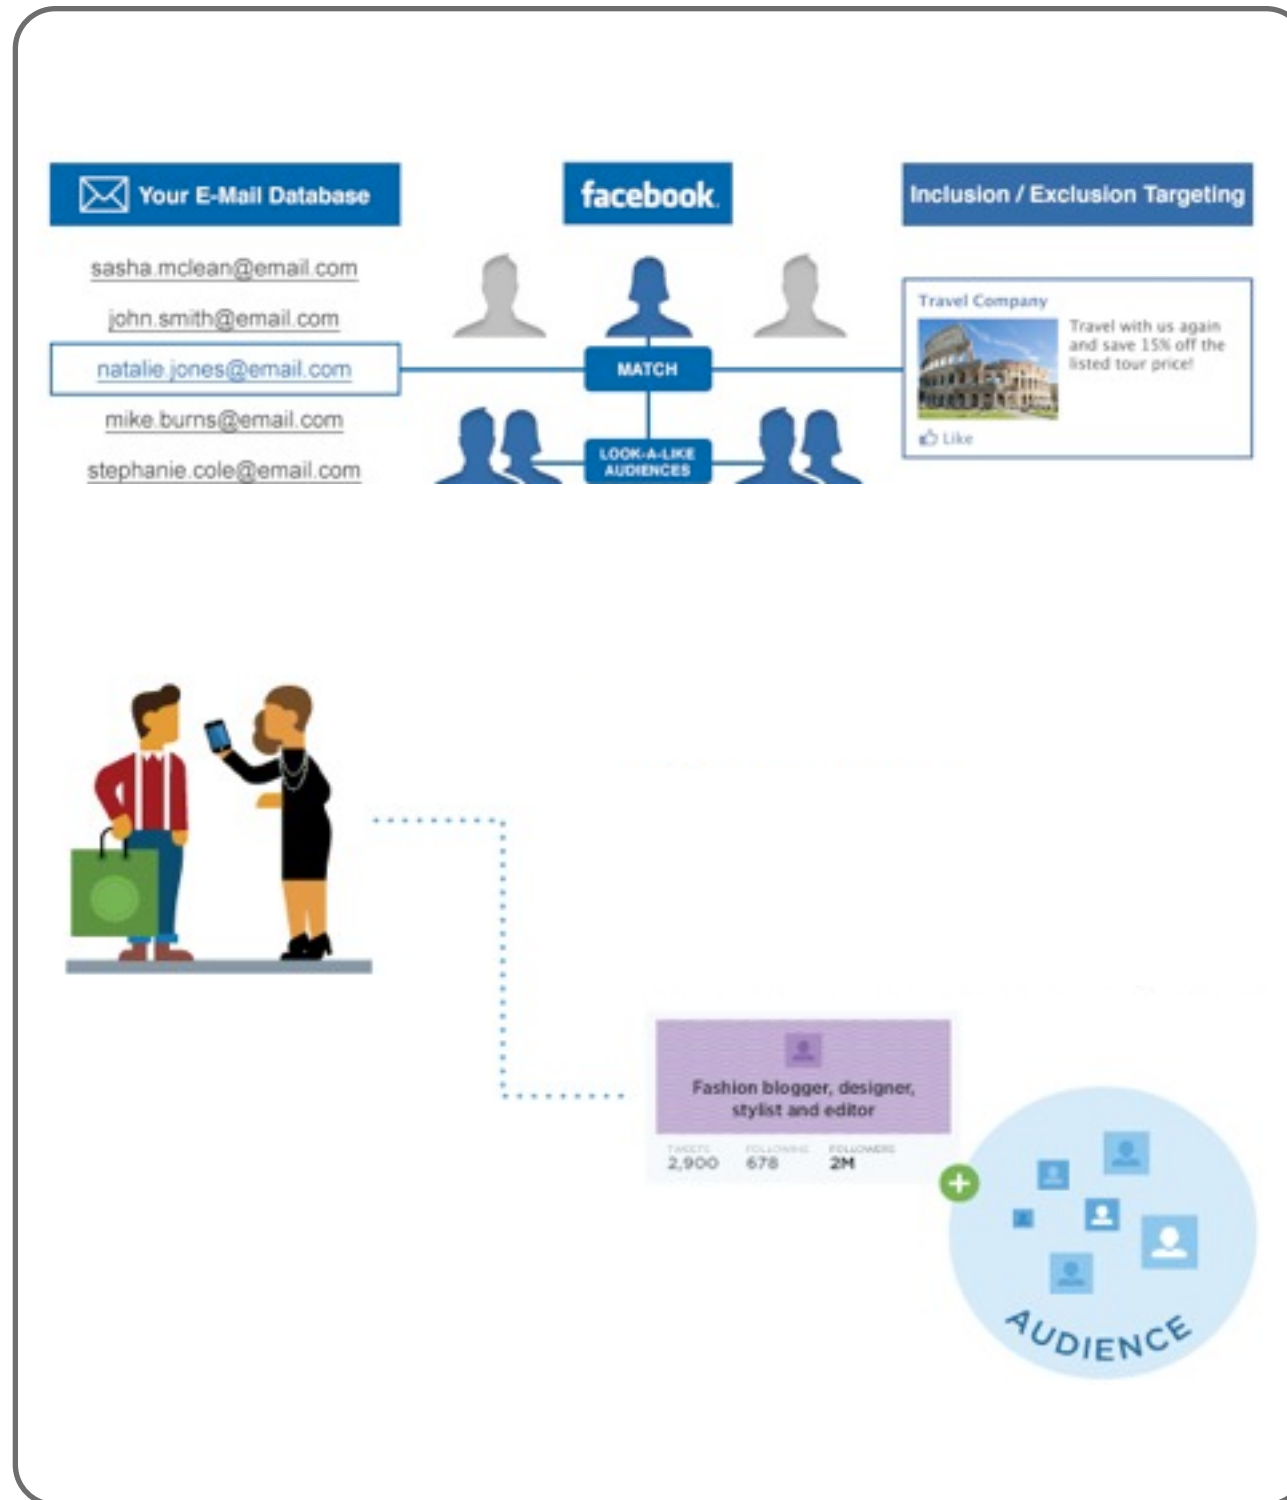 Your E-Mail Database
facebook.
Inclusion / Exclusion Targeting
sasha.mclean@email.com
john.smith@email.com
natalie.jones@email.com
mike.burns@email.com
stephanie.cole@email.com
MATCH
LOOK-A-LIKE
AUDIENCES
Travel Company
Travel with us again
and save 15% off the
listed tour price!
Like
Fashion blogger, designer,
stylist and editor
TWEETS FOLLOWING FOLLOWERS
2,900 678 2M
AUDIENCE